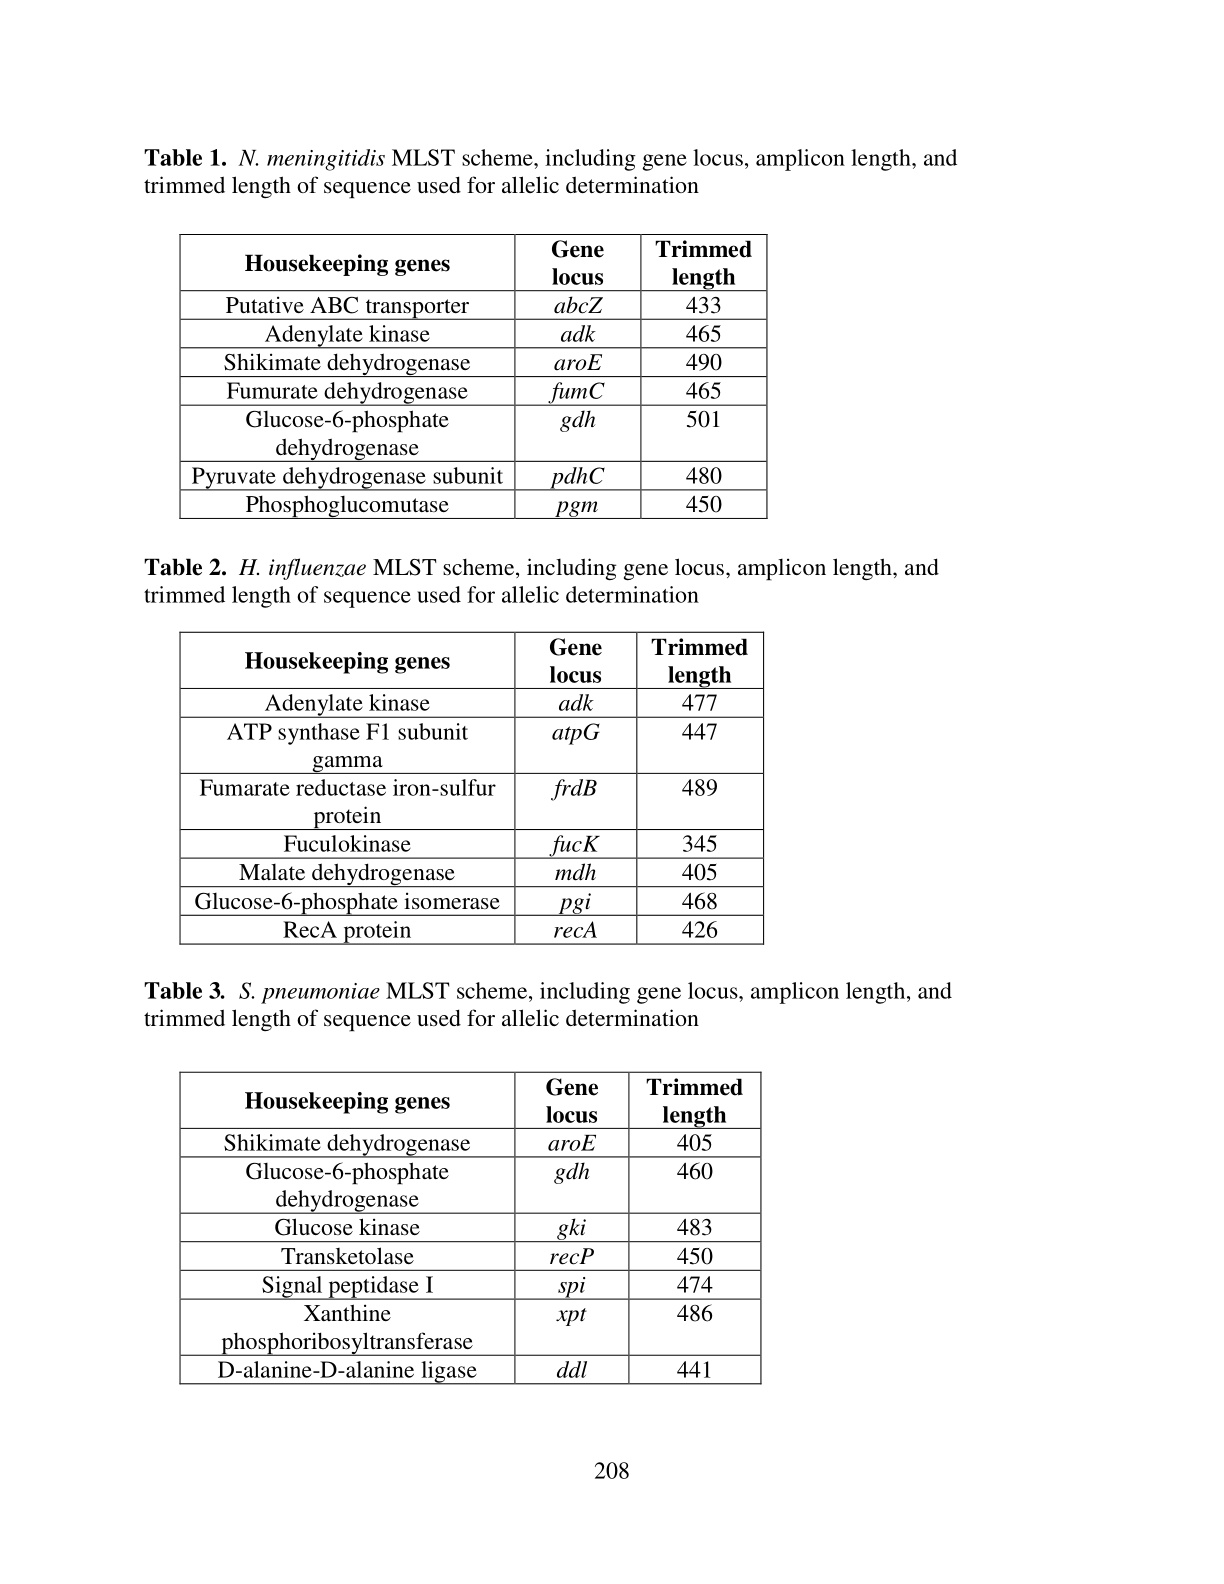 Table 1. N. meningitidis MLST scheme, including gene locus, amplicon length, and
trimmed length of sequence used for allelic determination
Housekeeping genes Gene locus Trimmed length
Putative ABC transporter abcZ 433
Adenylate kinase adk 465
Shikimate dehydrogenase aroE 490
Fumurate dehydrogenase fumC 465
Glucose-6-phosphate dehydrogenase gdh 501
Pyruvate dehydrogenase subunit pdhC 480
Phosphoglucomutase pgm 450
Table 2. H. influenzae MLST scheme, including gene locus, amplicon length, and
trimmed length of sequence used for allelic determination
Housekeeping genes Gene locus Trimmed length
Adenylate kinase adk 477
ATP synthase F1 subunit gamma atpG 447
Fumarate reductase iron-sulfur protein frdB 489
Fuculokinase fucK 345
Malate dehydrogenase mdh 405
Glucose-6-phosphate isomerase pgi 468
RecA protein recA 426
Table 3. S. pneumoniae MLST scheme, including gene locus, amplicon length, and
trimmed length of sequence used for allelic determination
Housekeeping genes Gene locus Trimmed length
Shikimate dehydrogenase aroE 405
Glucose-6-phosphate dehydrogenase gdh 460
Glucose kinase gki 483
Transketolase recP 450
Signal peptidase I spi 474
Xanthine phosphoribosyltransferase xpt 486
D-alanine-D-alanine ligase ddl 441
208